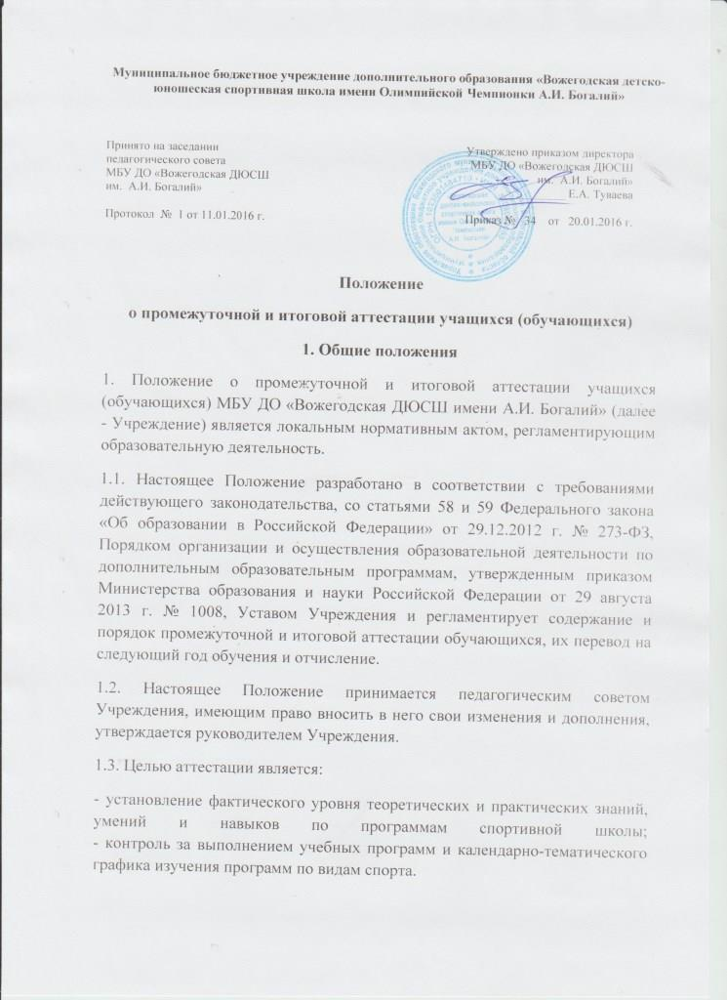 Муниципальное бюджетное учреждение дополнительного образования «Вожегодская детско-
юношеская спортивная школа имени Олимпийской Чемпионки А.И. Богалий»
Принято на заседании
педагогического совета
МБУ ДО «Вожегодская ДЮСШ
им. А.И. Богалий»
Протокол № 1 от 11.01.2016 г.
Утверждено приказом директора
МБУ ДО «Вожегодская ДЮСШ
им. А.И. Богалий»
Е.А. Туваева
Приказ № 34 от 20.01.2016 г.
Положение
о промежуточной и итоговой аттестации учащихся (обучающихся)
1. Общие положения
1. Положение о промежуточной и итоговой аттестации учащихся
(обучающихся) МБУ ДО «Вожегодская ДЮСШ имени А.И. Богалий» (далее
- Учреждение) является локальным нормативным актом, регламентирующим
образовательную деятельность.
1.1. Настоящее Положение разработано в соответствии с требованиями
действующего законодательства, со статьями 58 и 59 Федерального закона
«Об образовании в Российской Федерации» от 29.12.2012 г. № 273-ФЗ,
Порядком организации и осуществления образовательной деятельности по
дополнительным образовательным программам, утвержденным приказом
Министерства образования и науки Российской Федерации от 29 августа
2013 г. № 1008, Уставом Учреждения и регламентирует содержание и
порядок промежуточной и итоговой аттестации обучающихся, их перевод на
следующий год обучения и отчисление.
1.2. Настоящее Положение принимается педагогическим советом
Учреждения, имеющим право вносить в него свои изменения и дополнения,
утверждается руководителем Учреждения.
1.3. Целью аттестации является:
- установление фактического уровня теоретических и практических знаний,
умений и навыков по программам спортивной школы;
- контроль за выполнением учебных программ и календарно-тематического
графика изучения программ по видам спорта.